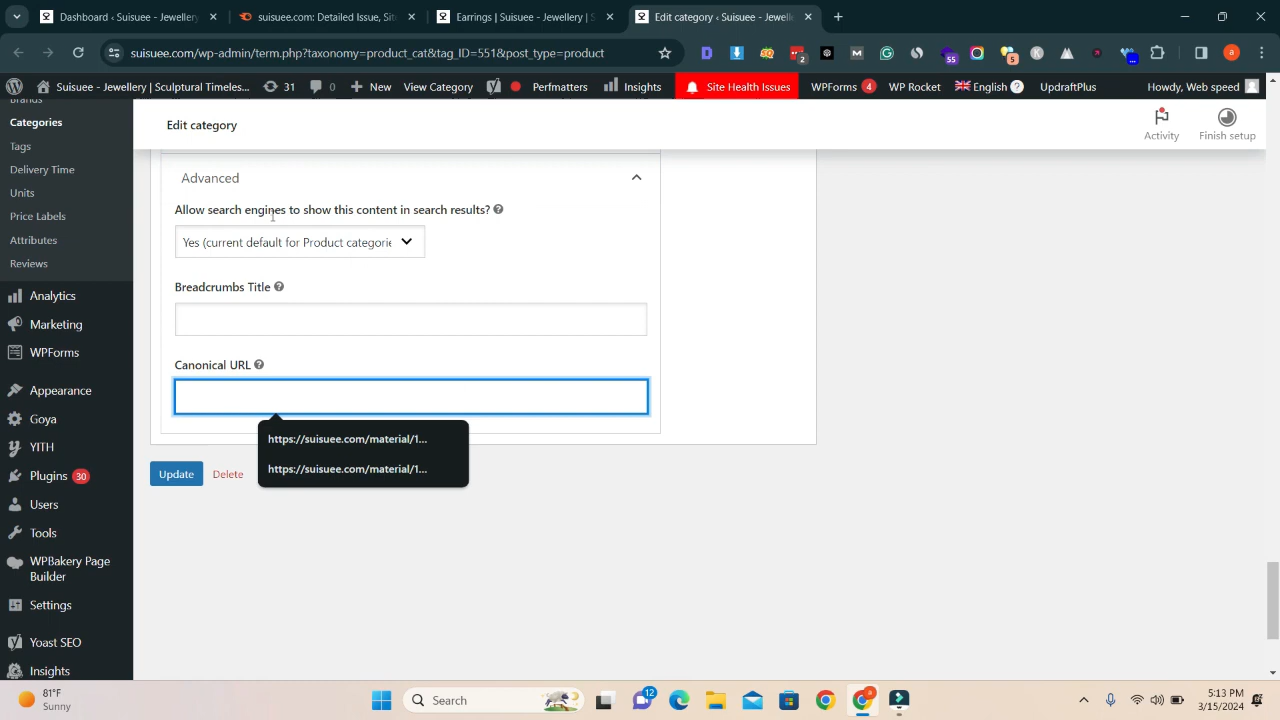 Dashboard ‹ Suisuee - Jewellery
suisuee.com: Detailed Issue, Sit
Earrings | Suisuee - Jewellery | S
Edit category ‹ Suisuee - Jewell
suisuee.com/wp-admin/term.php?taxonomy=product_cat&tag_ID=551&post_type=product
2
55
5
a
Suisuee - Jewellery | Sculptural Timeles...
31
0
New
View Category
Permatters
Insights
Site Health Issues
WPForms 4
WP Rocket
English ?
UpdraftPlus
Howdy, Web speed
Brands
Categories
Tags
Delivery Time
Units
Price Labels
Attributes
Reviews
Analytics
Marketing
WPForms
Appearance
Goya
YITH
Plugins 30
Users
Tools
WPBakery Page
Builder
Settings
Yoast SEO
Insights
Edit category
Activity
Finish setup
Advanced
Allow search engines to show this content in search results?
Yes (current default for Product categorie
Breadcrumbs Title
Canonical URL
https://suisuee.com/material/1...
https://suisuee.com/material/1...
Update
Delete
81°F
Sunny
Search
12
5:13 PM
3/15/2024